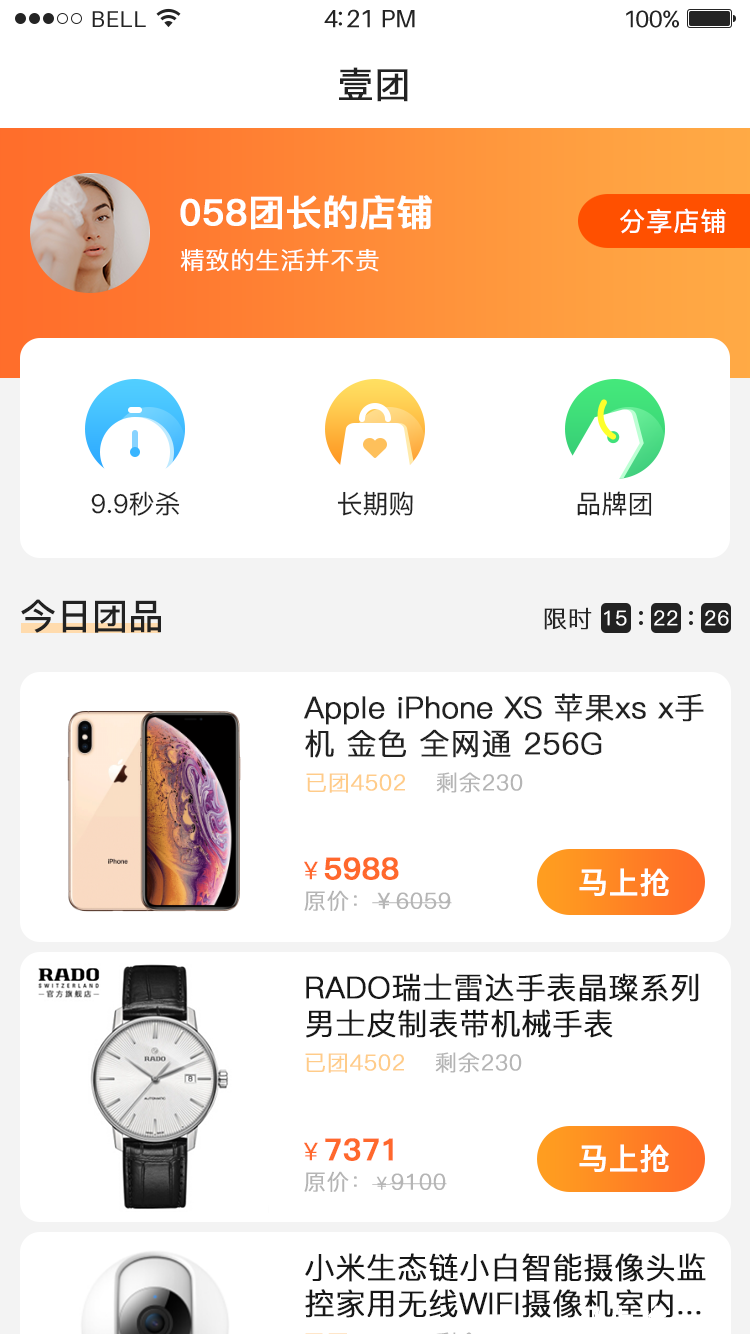 BELL
4:21 PM
100%
壹团
058团长的店铺
精致的生活并不贵
分享店铺
9.9秒杀
长期购
品牌团
今日团品
限时 15 : 22 : 26
Apple iPhone XS 苹果xs x手
机 金色 全网通 256G
已团4502 剩余230
¥ 5988
原价： ¥ 6059
马上抢
iPhone
RADO
SWITZERLAND
官方旗舰店
RADO
AUTOMATIC
8
RADO瑞士雷达手表晶璨系列
男士皮制表带机械手表
已团4502 剩余230
¥ 7371
原价： ¥ 9100
马上抢
小米生态链小白智能摄像头监
控家用无线WIFI摄像机室内...